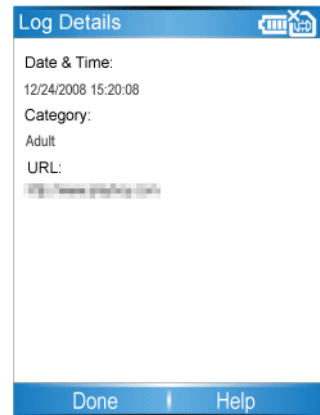 Log Details
Date & Time:
12/24/2008 15:20:08
Category:
Adult
URL:
Done
Help